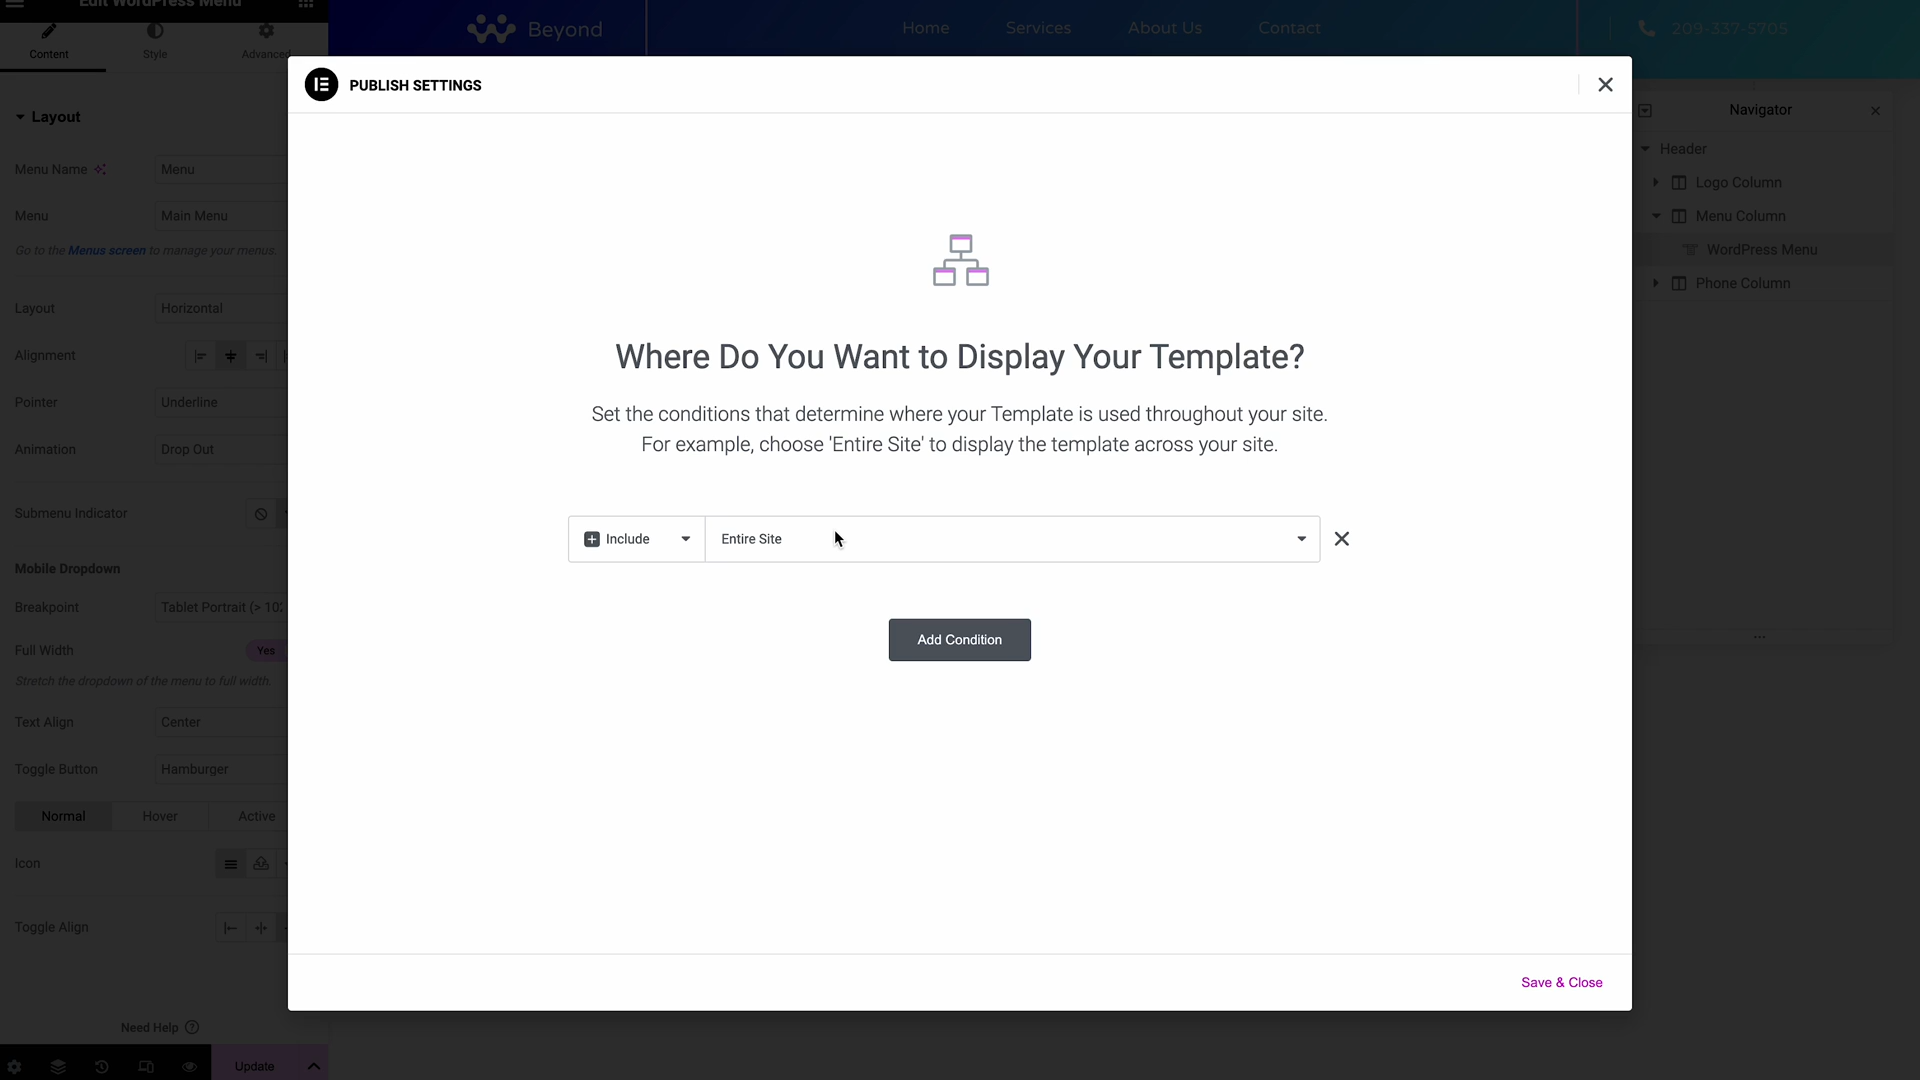 Edit WordPress Menu
Content
Style
Advanced
Layout
Menu Name
Menu
Menu
Main Menu
Go to the Menus screen to manage your menus.
Layout
Horizontal
Alignment
Pointer
Underline
Animation
Drop Out
Submenu Indicator
Mobile Dropdown
Breakpoint
Tablet Portrait (> 102
Full Width
Yes
Stretch the dropdown of the menu to full width.
Text Align
Center
Toggle Button
Hamburger
Normal
Hover
Active
Icon
Toggle Align
Need Help
Update
Beyond
Home
Services
About Us
Contact
209-337-5705
PUBLISH SETTINGS
Where Do You Want to Display Your Template?
Set the conditions that determine where your Template is used throughout your site.
For example, choose 'Entire Site' to display the template across your site.
Include
Entire Site
Add Condition
Save & Close
Navigator
Header
Logo Column
Menu Column
WordPress Menu
Phone Column